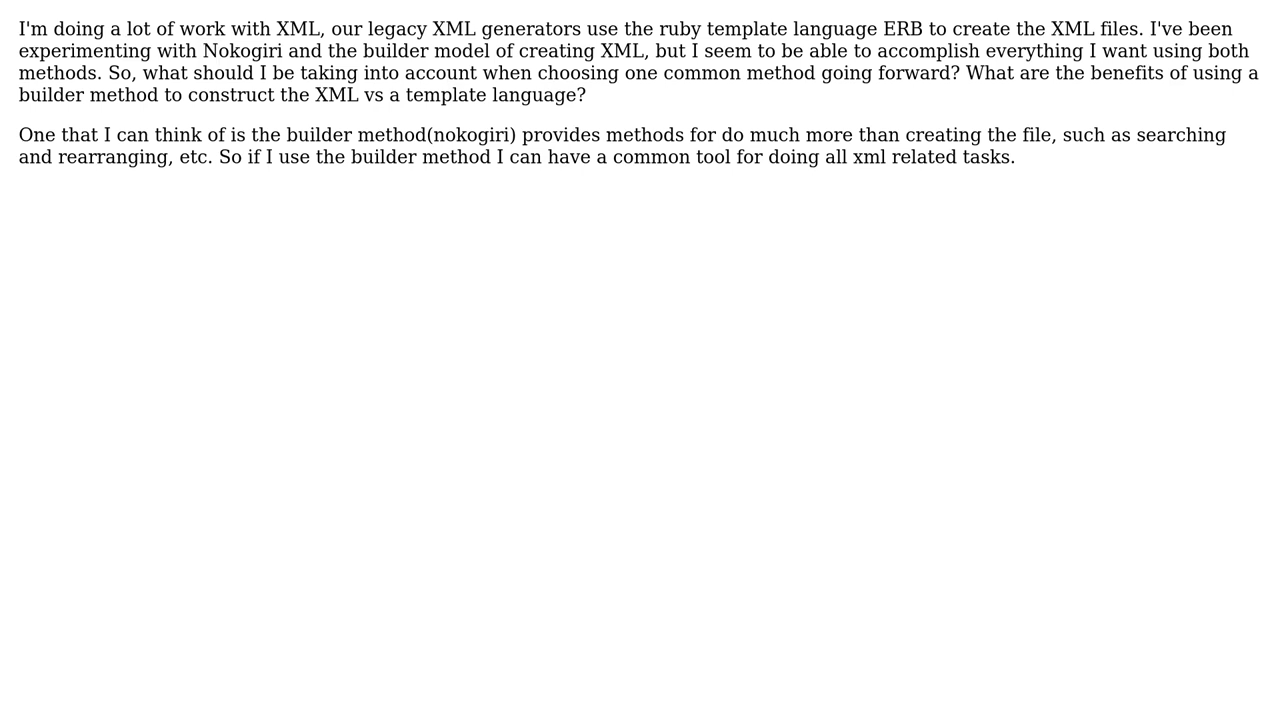 I'm doing a lot of work with XML, our legacy XML generators use the ruby template language ERB to create the XML files. I've been
experimenting with Nokogiri and the builder model of creating XML, but I seem to be able to accomplish everything I want using both
methods. So, what should I be taking into account when choosing one common method going forward? What are the benefits of using a
builder method to construct the XML vs a template language?
One that I can think of is the builder method(nokogiri) provides methods for do much more than creating the file, such as searching
and rearranging, etc. So if I use the builder method I can have a common tool for doing all xml related tasks.